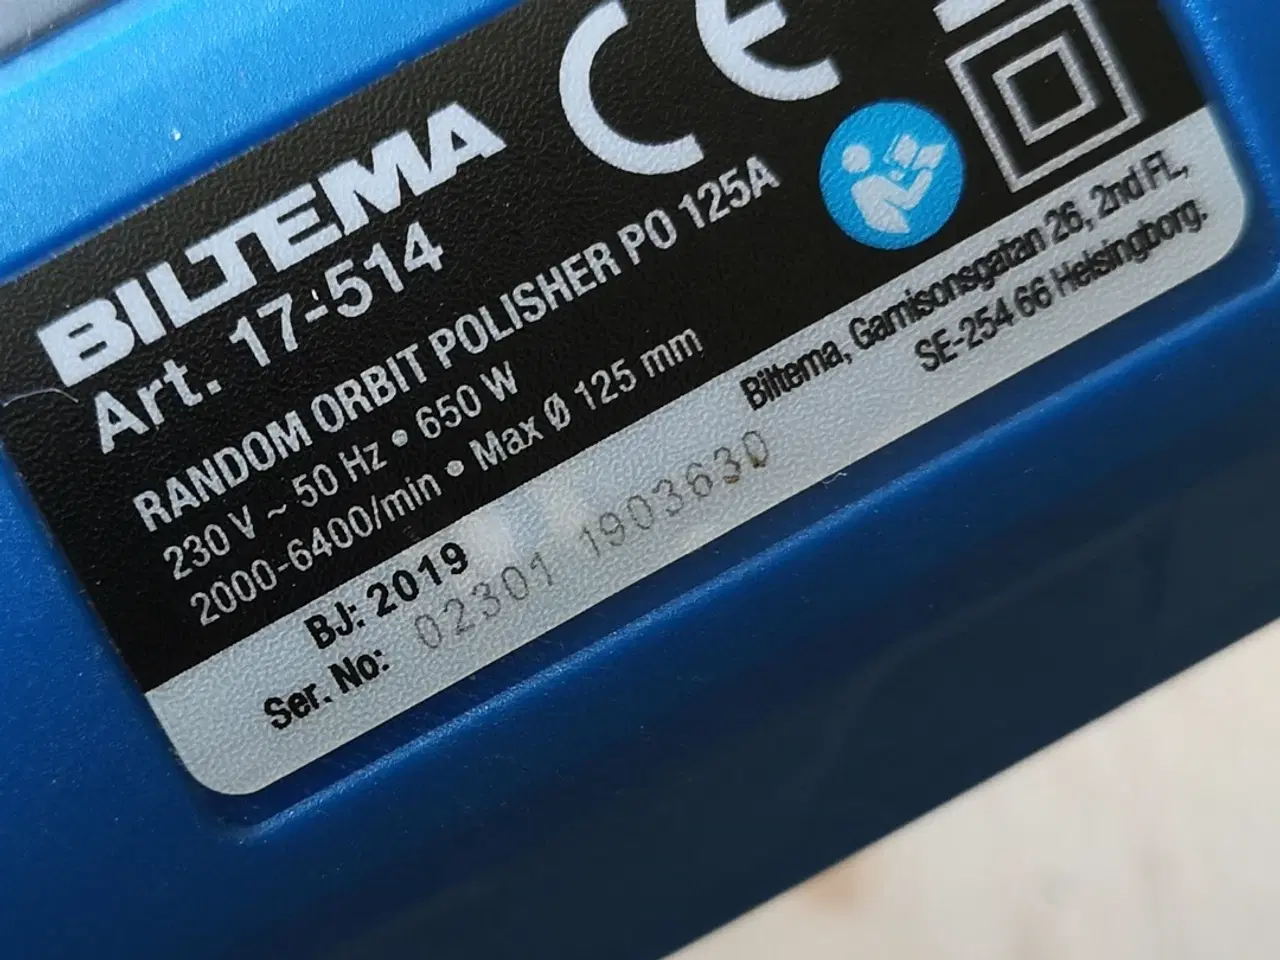 BILTEMA
CE
Art. 17-514
RANDOM ORBIT POLISHER PO 125A
230 V ~ 50 Hz • 650 W
2000-6400/min • Max Ø 125 mm
BJ: 2019
Ser. No: 02301 1903630
Biltema, Garnisonsgatan 26, 2nd Fl.,
SE-254 66 Helsingborg.